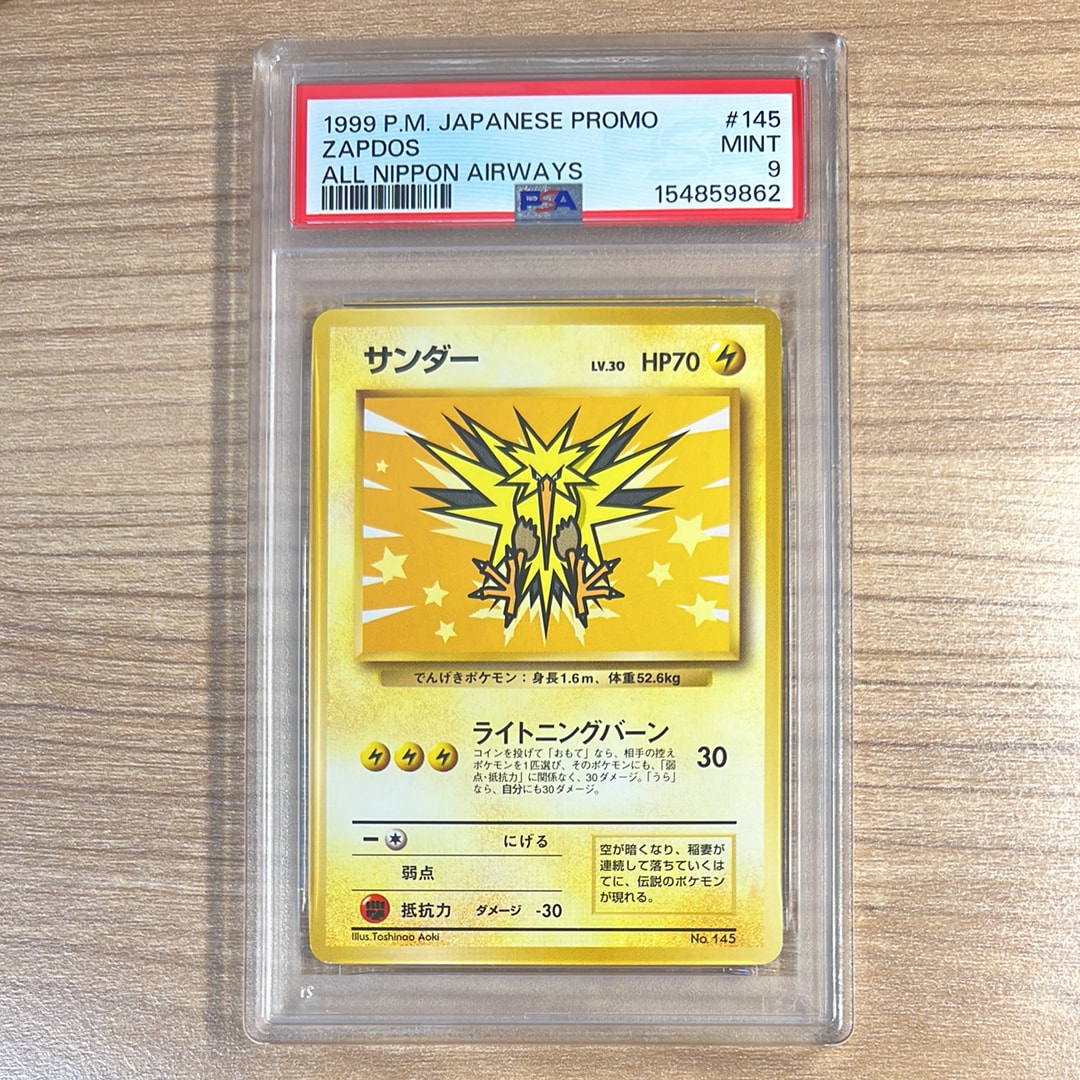 1999 P.M. JAPANESE PROMO #145
ZAPDOS MINT
ALL NIPPON AIRWAYS 9
PSA 154859862
サンダー LV.30 HP70
でんげきポケモン：身長1.6m、体重52.6kg
ライトニングバーン 30
コインを投げて「おもて」なら、相手の控え
ポケモンを1匹選び、そのポケモンにも、「弱
点・抵抗力」に関係なく、30ダメージ。「うら」
なら、自分にも30ダメージ。
にげる
弱点
抵抗力 ダメージ -30
空が暗くなり、稲妻が
連続して落ちていくは
てに、伝説のポケモン
が現れる。
Illus.Toshinao Aoki No. 145